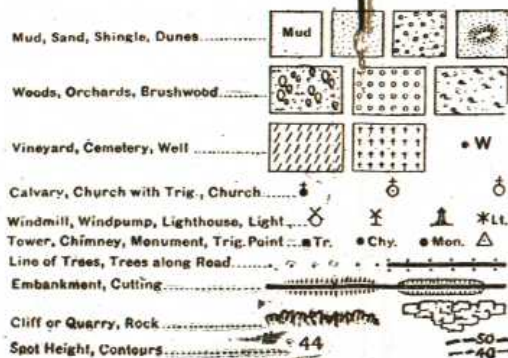 Mud, Sand, Shingle, Dunes Mud
Woods, Orchards, Brushwood
Vineyard, Cemetery, Well W
Calvary, Church with Trig., Church
Windmill, Windpump, Lighthouse, Light Lt.
Tower, Chimney, Monument, Trig. Point Tr. Chy. Mon.
Line of Trees, Trees along Road
Embankment, Cutting
Cliff or Quarry, Rock
Spot Height, Contours 44 50